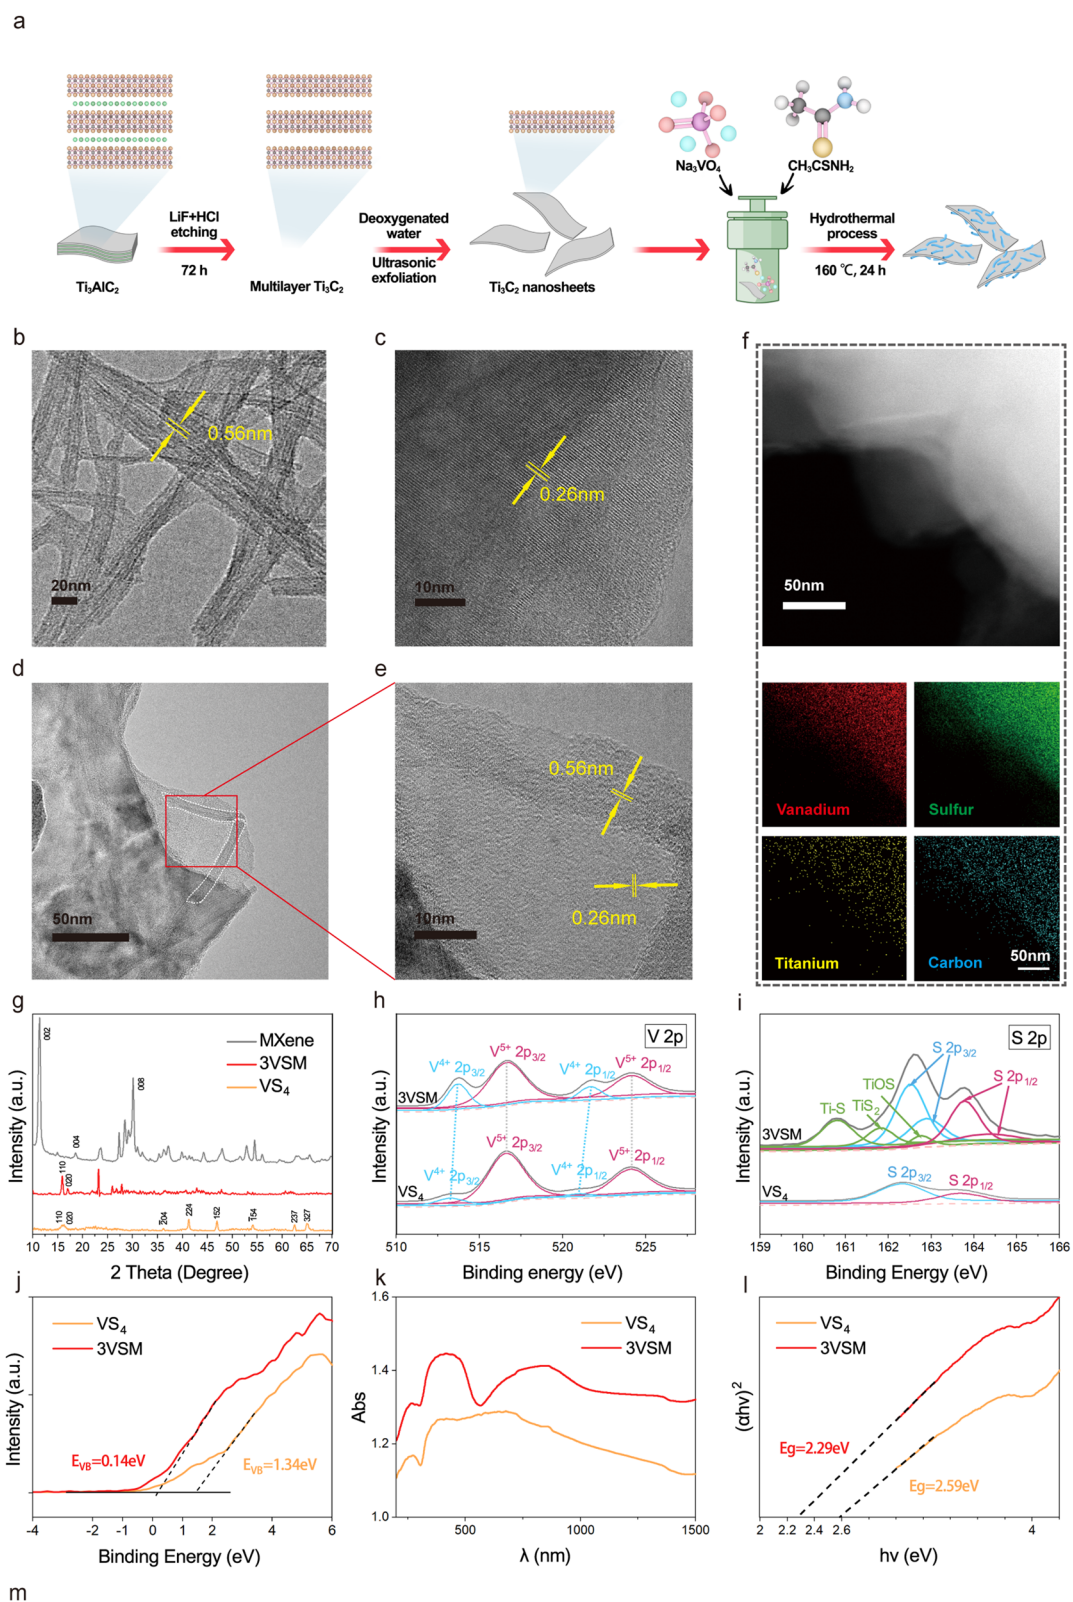 a
Na₃VO₄
CH₃CSNH₂
LiF+HCl
etching
72 h
Deoxygenated
water
Ultrasonic
exfoliation
Hydrothermal
process
160 ℃, 24 h
Ti₃AlC₂
Multilayer Ti₃C₂
Ti₃C₂ nanosheets
b
0.56nm
20nm
c
0.26nm
10nm
f
50nm
d
50nm
e
0.56nm
0.26nm
10nm
Vanadium
Sulfur
Titanium
Carbon
50nm
g
Intensity (a.u.)
002
004
008
MXene
3VSM
VS₄
110
020
110
020
2̄04
224
152
1̄54
237
327
10 15 20 25 30 35 40 45 50 55 60 65 70
2 Theta (Degree)
h
Intensity (a.u.)
V 2p
V⁴⁺ 2p₃/₂
V⁵⁺ 2p₃/₂
V⁴⁺ 2p₁/₂
V⁵⁺ 2p₁/₂
3VSM
V⁴⁺ 2p₃/₂
V⁵⁺ 2p₃/₂
V⁴⁺ 2p₁/₂
V⁵⁺ 2p₁/₂
VS₄
510 515 520 525
Binding energy (eV)
i
Intensity (a.u.)
S 2p
S 2p₃/₂
S 2p₁/₂
TiOS
TiS₂
Ti-S
3VSM
S 2p₃/₂
S 2p₁/₂
VS₄
159 160 161 162 163 164 165 166
Binding Energy (eV)
j
Intensity (a.u.)
VS₄
3VSM
E_VB=0.14eV
E_VB=1.34eV
-4 -2 0 2 4 6
Binding Energy (eV)
k
Abs
1.6
1.4
1.2
1.0
VS₄
3VSM
500 1000 1500
λ (nm)
l
(αhv)²
VS₄
3VSM
Eg=2.29eV
Eg=2.59eV
2 2.2 2.4 2.6 4
hv (eV)
m